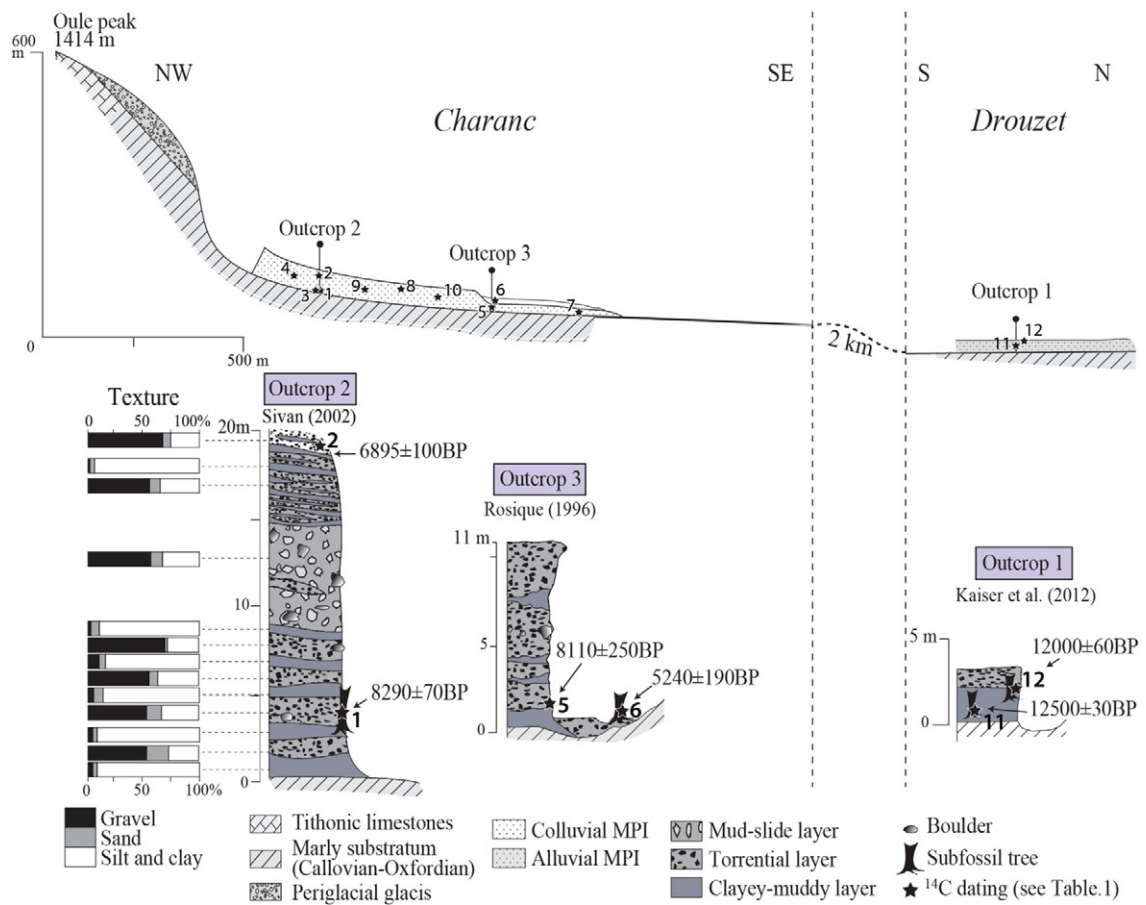 Oule peak
1414 m
600
m
NW
SE
S
N
Charanc
Drouzet
Outcrop 2
Outcrop 3
Outcrop 1
4
2
3
1
9
8
10
6
5
7
11
12
0
500 m
2 km
Texture
0 50 100%
Outcrop 2
Sivan (2002)
20m
2
6895±100BP
10
8290±70BP
1
0
0 50 100%
Outcrop 3
Rosique (1996)
11 m
5
8110±250BP
5240±190BP
5
6
0
Outcrop 1
Kaiser et al. (2012)
5 m
12000±60BP
12
12500±30BP
11
0
Gravel
Sand
Silt and clay
Tithonic limestones
Marly substratum
(Callovian-Oxfordian)
Periglacial glacis
Colluvial MPI
Alluvial MPI
Mud-slide layer
Torrential layer
Clayey-muddy layer
Boulder
Subfossil tree
¹⁴C dating (see Table.1)